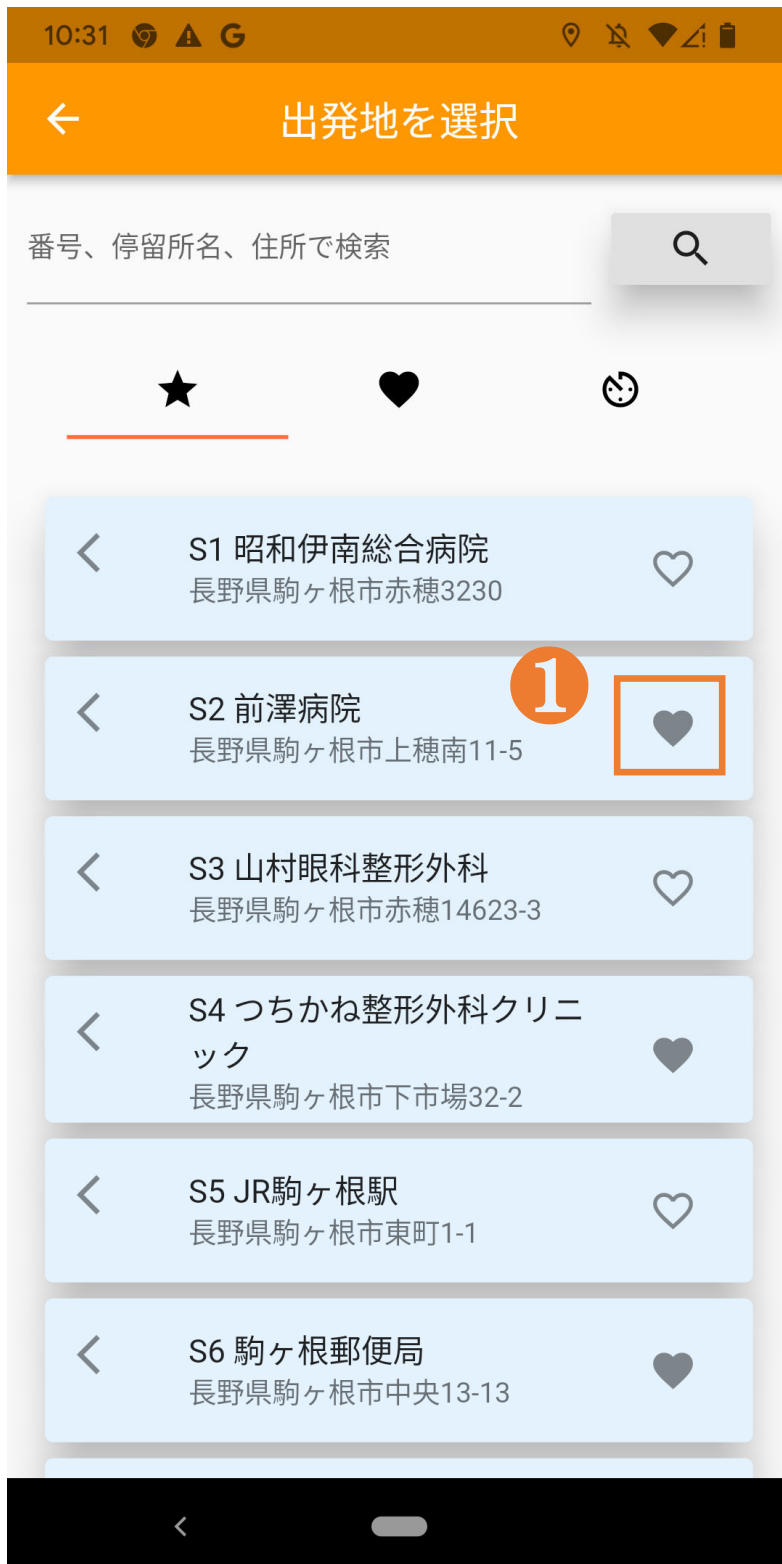 10:31
出発地を選択
番号、停留所名、住所で検索
S1 昭和伊南総合病院
長野県駒ヶ根市赤穂3230
1
S2 前澤病院
長野県駒ヶ根市上穂南11-5
S3 山村眼科整形外科
長野県駒ヶ根市赤穂14623-3
S4 つちかね整形外科クリニ
ック
長野県駒ヶ根市下市場32-2
S5 JR駒ヶ根駅
長野県駒ヶ根市東町1-1
S6 駒ヶ根郵便局
長野県駒ヶ根市中央13-13